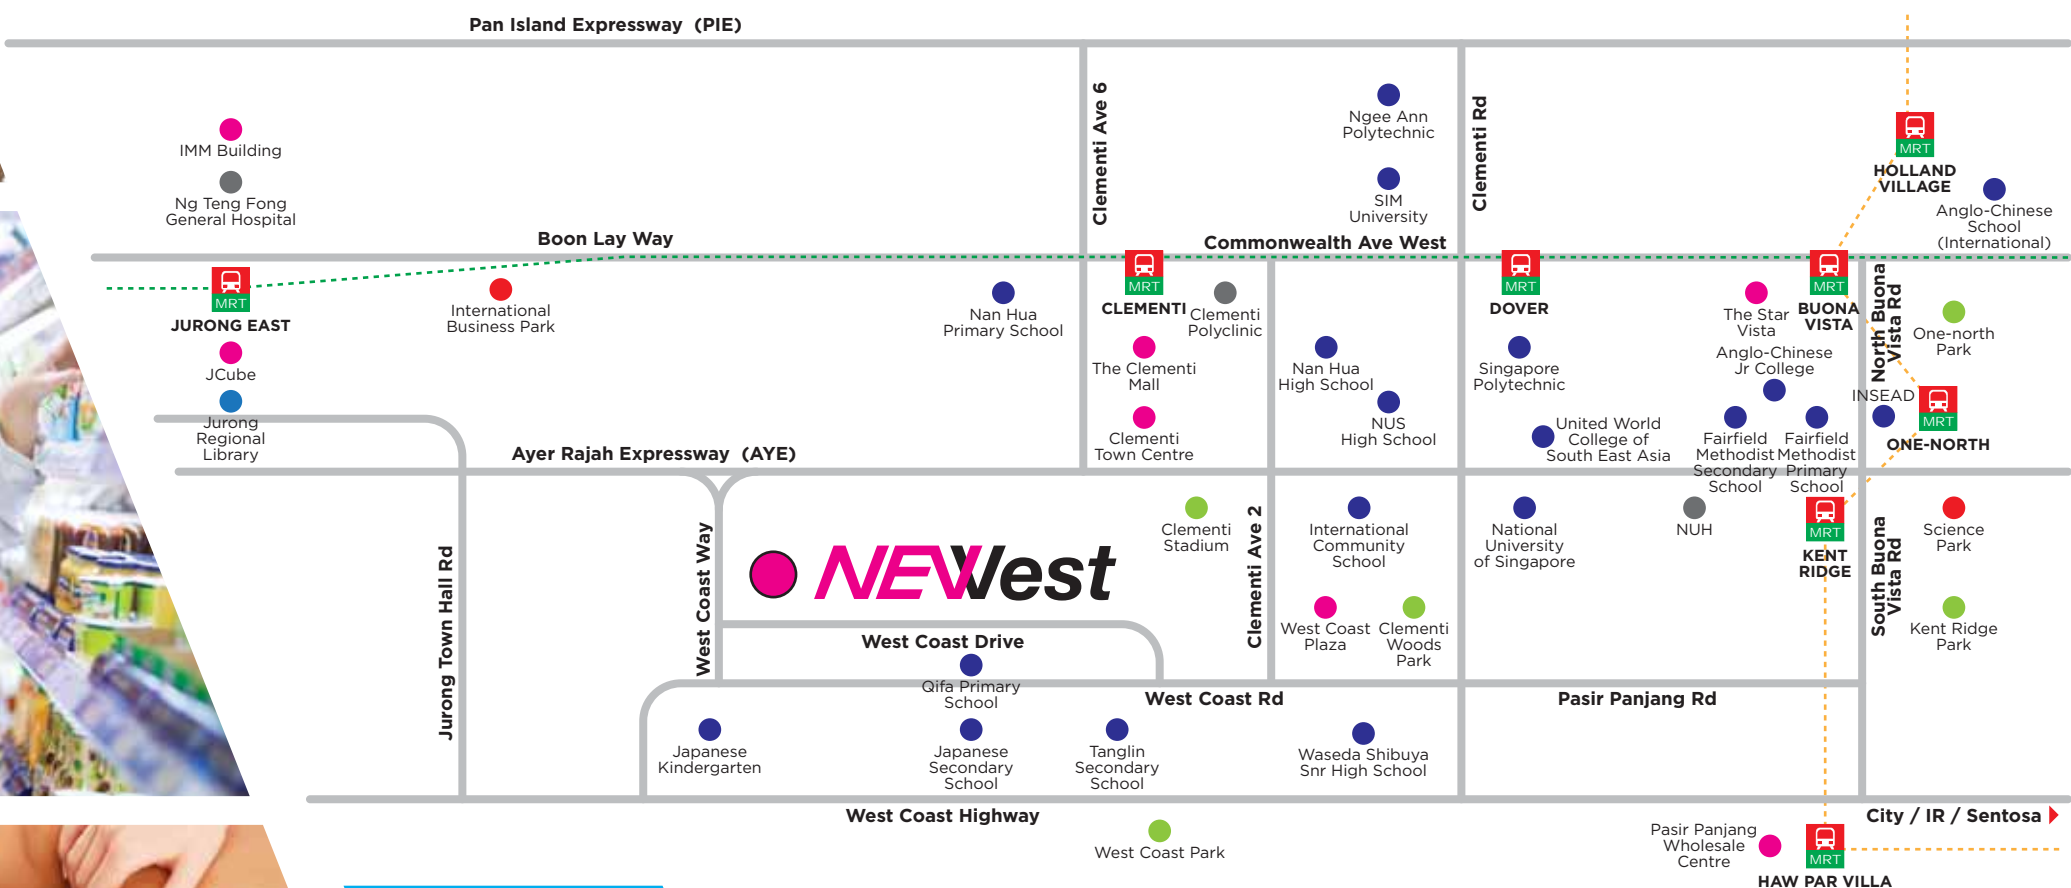 Pan Island Expressway (PIE)
Clementi Ave 6
Clementi Rd
Ngee Ann
Polytechnic
SIM
University
IMM Building
Ng Teng Fong
General Hospital
MRT
HOLLAND
VILLAGE
Anglo-Chinese
School
(International)
Boon Lay Way
Commonwealth Ave West
MRT
JURONG EAST
International
Business Park
Nan Hua
Primary School
MRT
CLEMENTI
Clementi
Polyclinic
MRT
DOVER
The Star
Vista
MRT
BUONA
VISTA
North Buona
Vista Rd
One-north
Park
JCube
Jurong
Regional
Library
The Clementi
Mall
Clementi
Town Centre
Nan Hua
High School
NUS
High School
Singapore
Polytechnic
United World
College of
South East Asia
Anglo-Chinese
Jr College
Fairfield
Methodist
Secondary
School
Fairfield
Methodist
Primary
School
INSEAD
MRT
ONE-NORTH
Ayer Rajah Expressway (AYE)
Jurong Town Hall Rd
West Coast Way
NEWest
Clementi
Stadium
Clementi Ave 2
International
Community
School
National
University
of Singapore
NUH
MRT
KENT
RIDGE
South Buona
Vista Rd
Science
Park
West Coast
Plaza
Clementi
Woods
Park
Kent Ridge
Park
West Coast Drive
Qifa Primary
School
West Coast Rd
Pasir Panjang Rd
Japanese
Kindergarten
Japanese
Secondary
School
Tanglin
Secondary
School
Waseda Shibuya
Snr High School
West Coast Highway
City / IR / Sentosa
West Coast Park
Pasir Panjang
Wholesale
Centre
MRT
HAW PAR VILLA